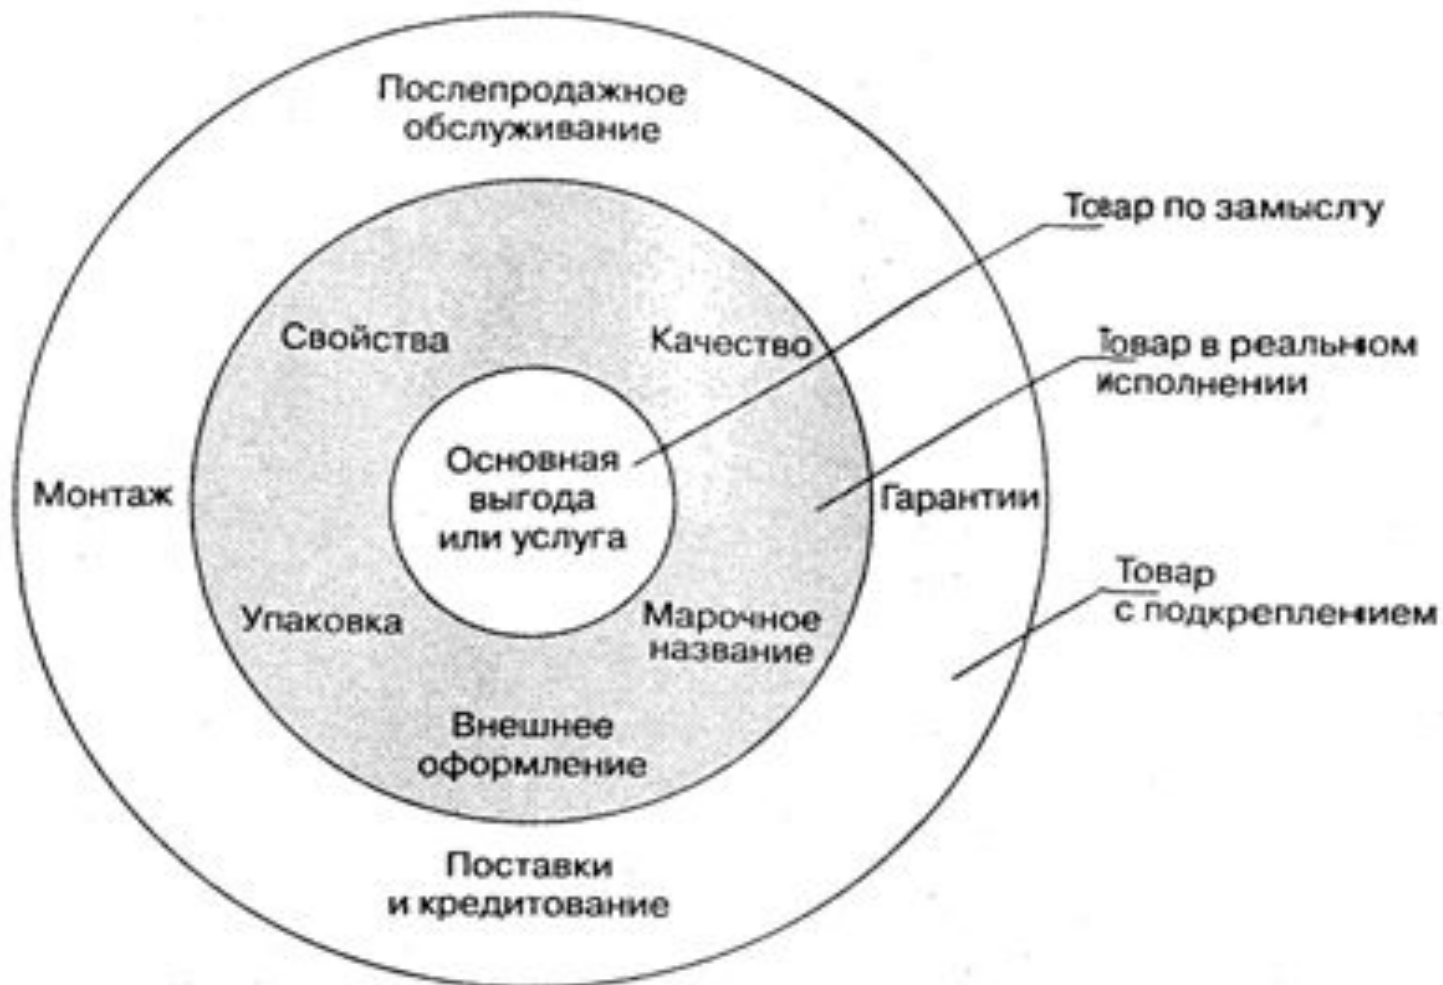 Послепродажное
обслуживание
Товар по замыслу
Свойства
Качество
Товар в реальном
исполнении
Основная
выгода
или услуга
Монтаж
Гарантии
Товар
с подкреплением
Упаковка
Марочное
название
Внешнее
оформление
Поставки
и кредитование